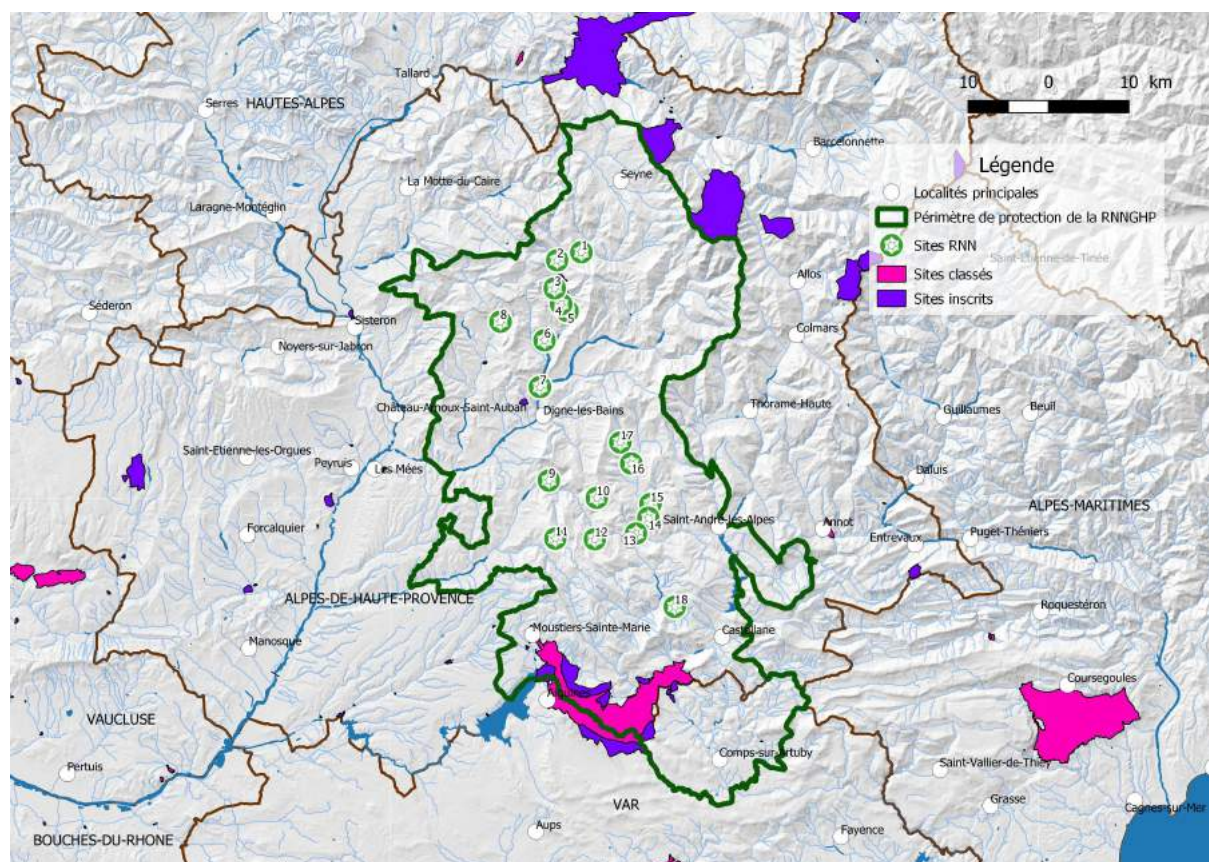 10 0 10 km
Tallard
Serres
HAUTES-ALPES
Barcelonnette
Légende
Seyne
La Motte-du-Caire
Localités principales
Laragne-Montéglin
Périmètre de protection de la RNNGHP
Sites RNN
2 1
Saint-Etienne-de-Tinée
Allos
Sites classés
3
Sites inscrits
4 5
Séderon
8
Sisteron
Colmars
6
Noyers-sur-Jabron
7
Château-Arnoux-Saint-Auban
Digne-les-Bains
Thorame-Haute
Guillaumes
Beuil
17
Saint-Etienne-les-Orgues
Peyruis
Les Mées
16
Daluis
9
10
15
ALPES-MARITIMES
14
Saint-André-les-Alpes
Annot
Forcalquier
11
12
13
Entrevaux
Puget-Théniers
ALPES-DE-HAUTE-PROVENCE
18
Roquestéron
Manosque
Moustiers-Sainte-Marie
Castellane
Coursegoules
Aiguines
VAUCLUSE
Comps-sur-Artuby
Pertuis
Saint-Vallier-de-Thiey
VAR
Grasse
Cagnes-sur-Mer
Aups
Fayence
BOUCHES-DU-RHONE